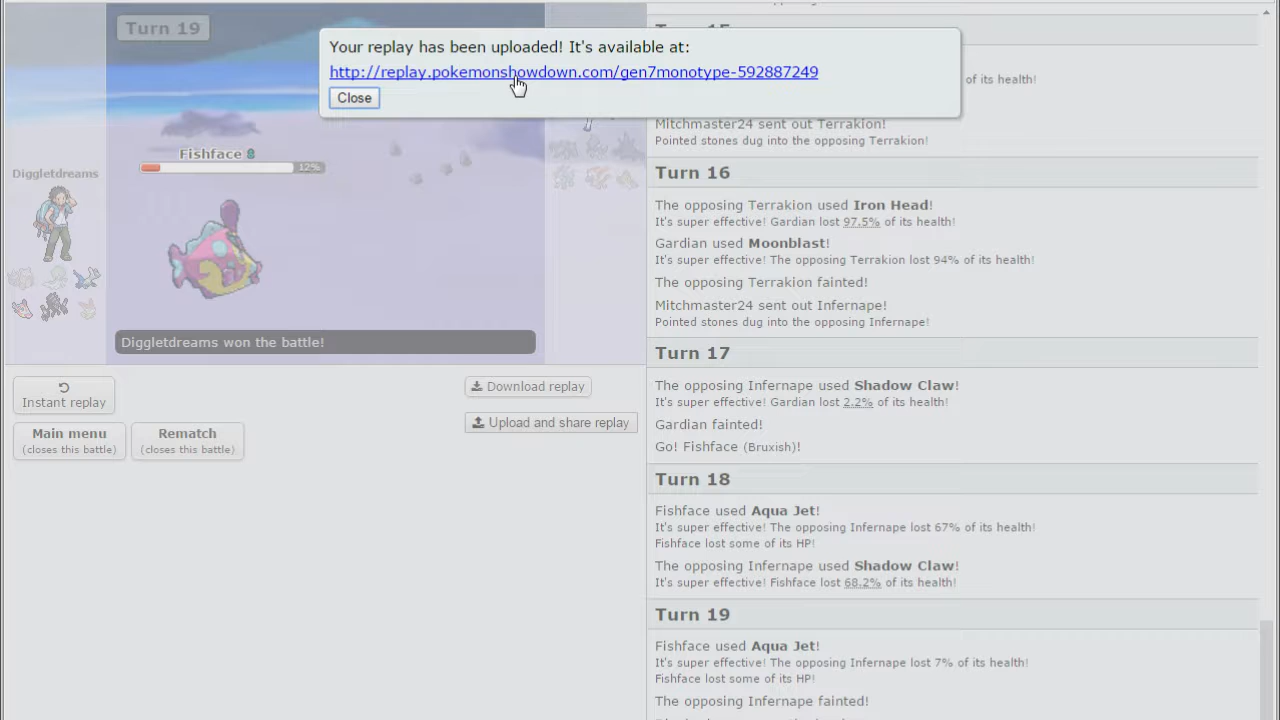 Turn 19
Your replay has been uploaded! It's available at:
http://replay.pokemonshowdown.com/gen7monotype-592887249
Close
Fishface
12%
Diggletdreams
Diggletdreams won the battle!
Instant replay
Download replay
Upload and share replay
Main menu
(closes this battle)
Rematch
(closes this battle)
of its health!
Mitchmaster24 sent out Terrakion!
Pointed stones dug into the opposing Terrakion!
Turn 16
The opposing Terrakion used Iron Head!
It's super effective! Gardian lost 97.5% of its health!
Gardian used Moonblast!
It's super effective! The opposing Terrakion lost 94% of its health!
The opposing Terrakion fainted!
Mitchmaster24 sent out Infernape!
Pointed stones dug into the opposing Infernape!
Turn 17
The opposing Infernape used Shadow Claw!
It's super effective! Gardian lost 2.2% of its health!
Gardian fainted!
Go! Fishface (Bruxish)!
Turn 18
Fishface used Aqua Jet!
It's super effective! The opposing Infernape lost 67% of its health!
Fishface lost some of its HP!
The opposing Infernape used Shadow Claw!
It's super effective! Fishface lost 68.2% of its health!
Turn 19
Fishface used Aqua Jet!
It's super effective! The opposing Infernape lost 7% of its health!
Fishface lost some of its HP!
The opposing Infernape fainted!